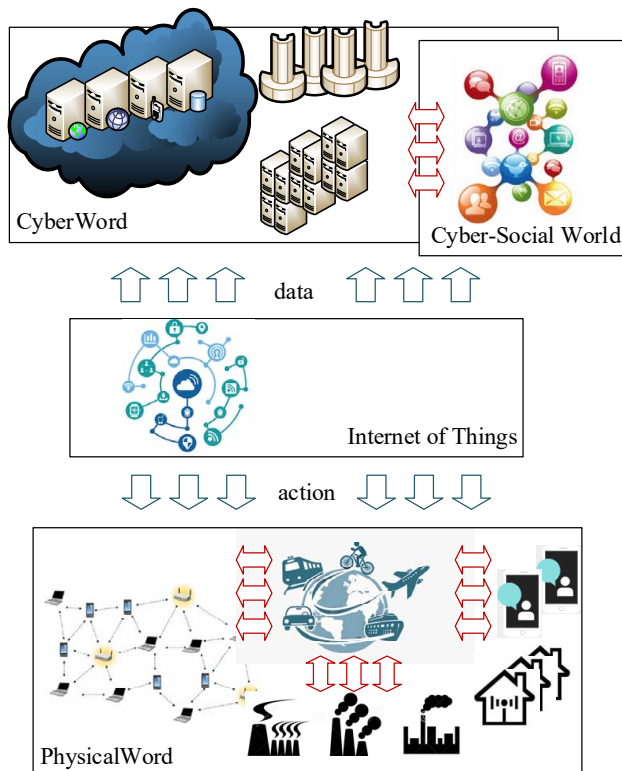 CyberWord
Cyber-Social World
data
Internet of Things
action
PhysicalWord